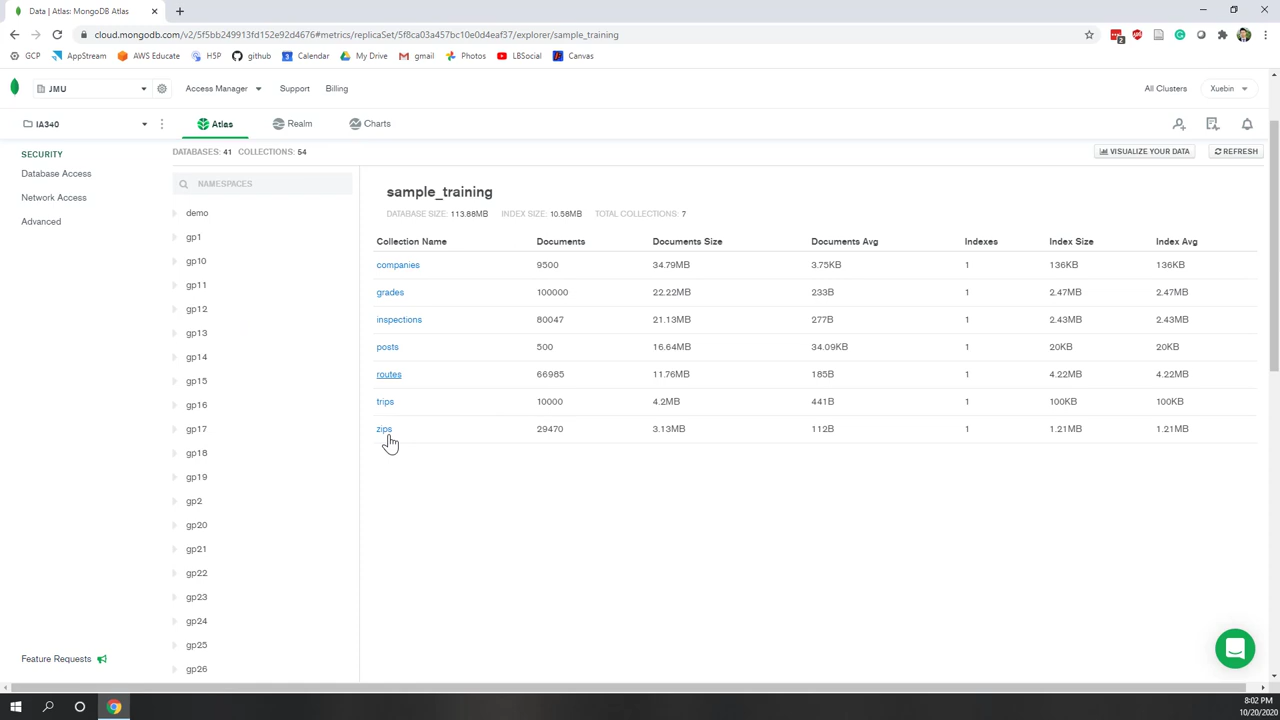 Data | Atlas: MongoDB Atlas
cloud.mongodb.com/v2/5f5bb249913fd152e92d4676#metrics/replicaSet/5f8ca03a457bc10e0d4eaf37/explorer/sample_training
GCP AppStream AWS Educate H5P github Calendar My Drive gmail Photos LBSocial Canvas
JMU Access Manager Support Billing All Clusters Xuebin
IA340 Atlas Realm Charts
SECURITY
Database Access
Network Access
Advanced
Feature Requests
DATABASES: 41 COLLECTIONS: 54
VISUALIZE YOUR DATA REFRESH
NAMESPACES
demo
gp1
gp10
gp11
gp12
gp13
gp14
gp15
gp16
gp17
gp18
gp19
gp2
gp20
gp21
gp22
gp23
gp24
gp25
gp26
sample_training
DATABASE SIZE: 113.88MB INDEX SIZE: 10.58MB TOTAL COLLECTIONS: 7
Collection Name Documents Documents Size Documents Avg Indexes Index Size Index Avg
companies 9500 34.79MB 3.75KB 1 136KB 136KB
grades 100000 22.22MB 233B 1 2.47MB 2.47MB
inspections 80047 21.13MB 277B 1 2.43MB 2.43MB
posts 500 16.64MB 34.09KB 1 20KB 20KB
routes 66985 11.76MB 185B 1 4.22MB 4.22MB
trips 10000 4.2MB 441B 1 100KB 100KB
zips 29470 3.13MB 112B 1 1.21MB 1.21MB
8:02 PM
10/20/2020